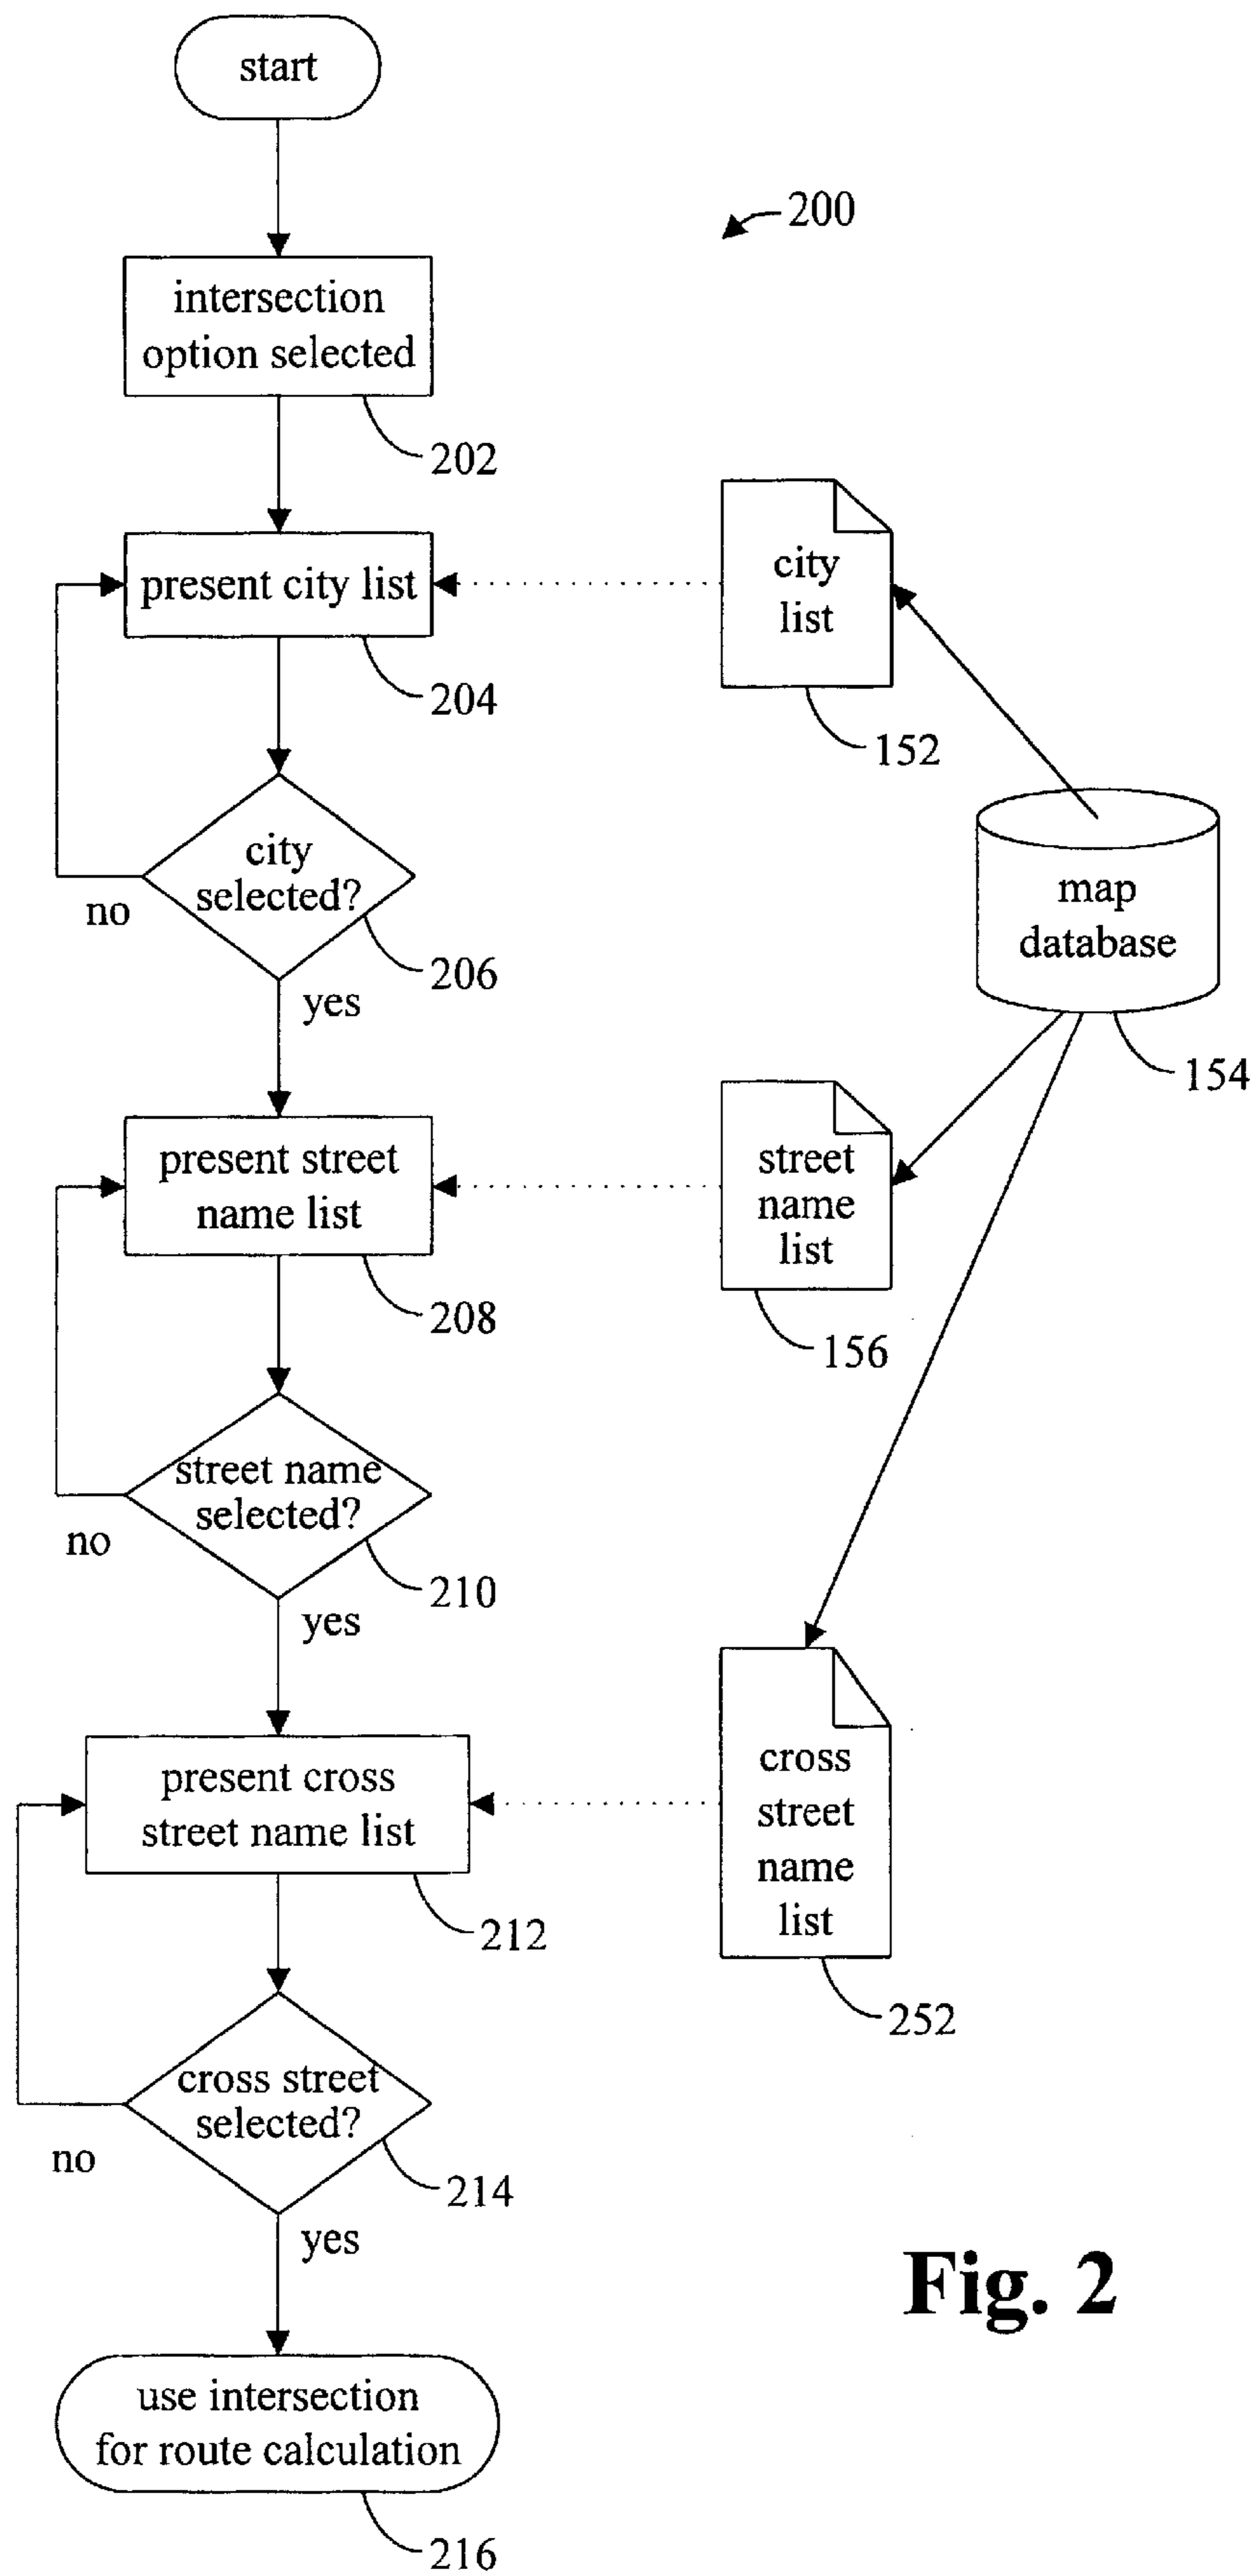 start
200
intersection
option selected
202
present city list
204
city
list
152
city
selected?
no
206
yes
map
database
154
present street
name list
208
street
name
list
156
street name
selected?
no
210
yes
present cross
street name list
212
cross
street
name
list
252
cross street
selected?
no
214
yes
Fig. 2
use intersection
for route calculation
216